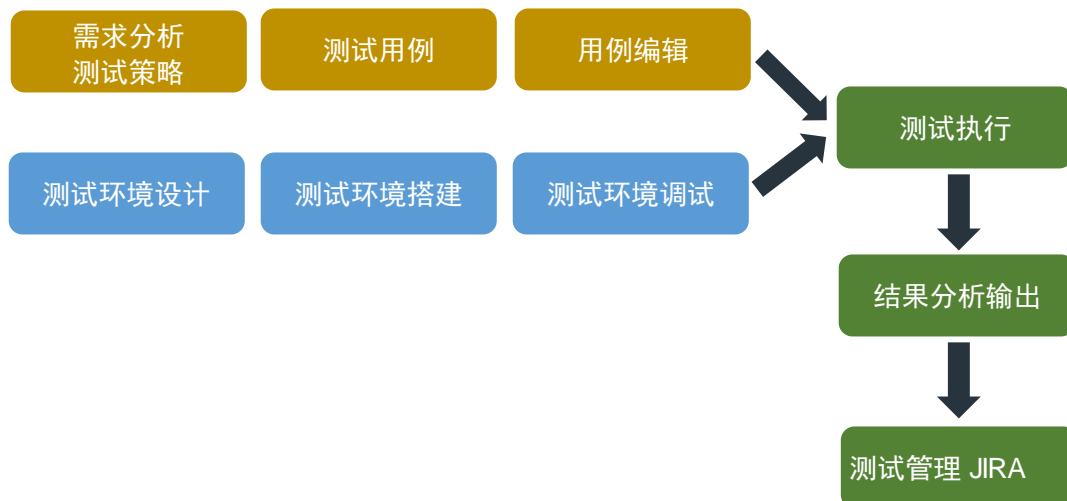 需求分析
测试策略
测试用例
用例编辑
测试执行
测试环境设计
测试环境搭建
测试环境调试
结果分析输出
测试管理 JIRA